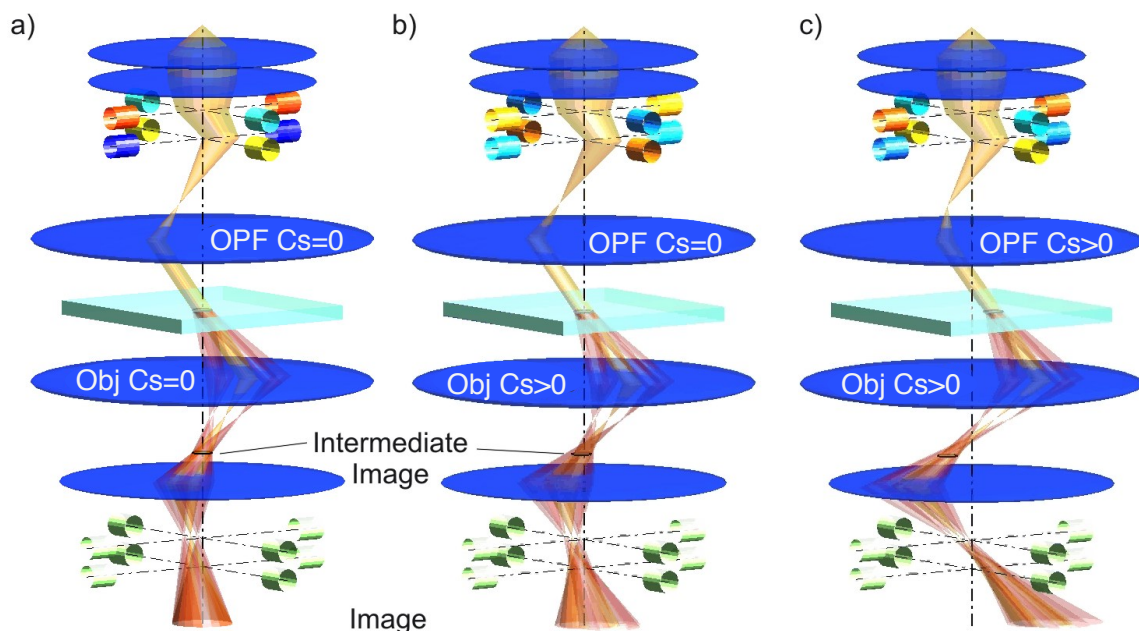 a)
b)
c)
OPF Cs=0
OPF Cs=0
OPF Cs>0
Obj Cs=0
Obj Cs>0
Obj Cs>0
Intermediate
Image
Image